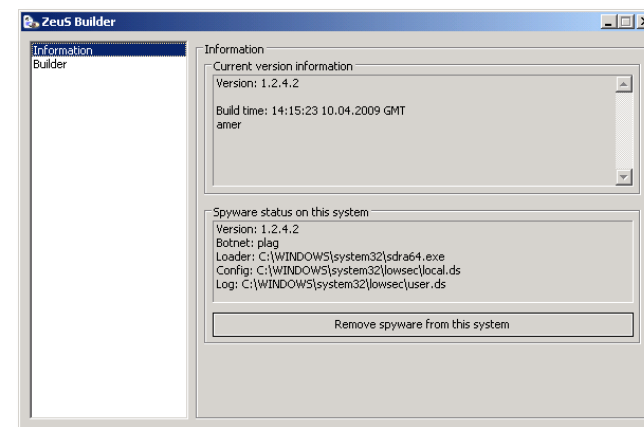 ZeuS Builder
Information
Builder
Information
Current version information
Version: 1.2.4.2
Build time: 14:15:23 10.04.2009 GMT
amer
Spyware status on this system
Version: 1.2.4.2
Botnet: plag
Loader: C:\WINDOWS\system32\sdra64.exe
Config: C:\WINDOWS\system32\lowsec\local.ds
Log: C:\WINDOWS\system32\lowsec\user.ds
Remove spyware from this system